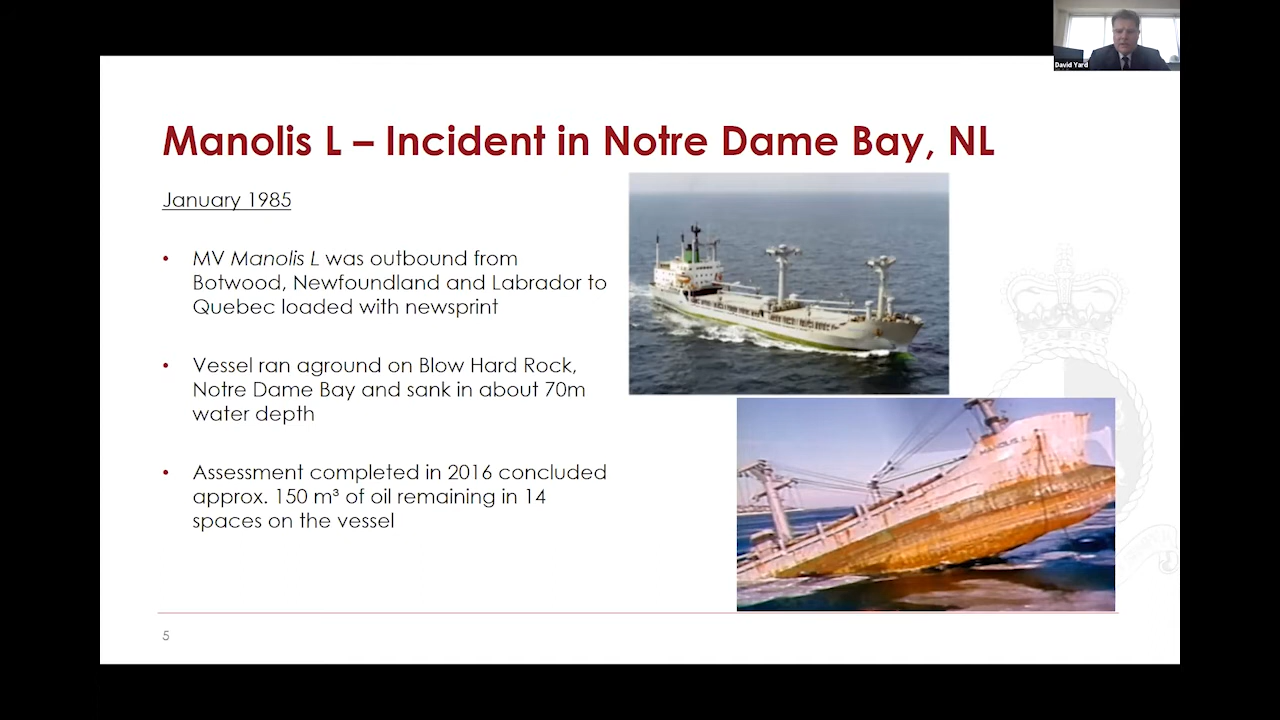 David Yard
Manolis L – Incident in Notre Dame Bay, NL
January 1985
• MV Manolis L was outbound from
Botwood, Newfoundland and Labrador to
Quebec loaded with newsprint
• Vessel ran aground on Blow Hard Rock,
Notre Dame Bay and sank in about 70m
water depth
• Assessment completed in 2016 concluded
approx. 150 m³ of oil remaining in 14
spaces on the vessel
MANOLIS L
5